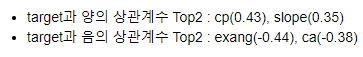 • target과 양의 상관계수 Top2 : cp(0.43), slope(0.35)
• target과 음의 상관계수 Top2 : exang(-0.44), ca(-0.38)